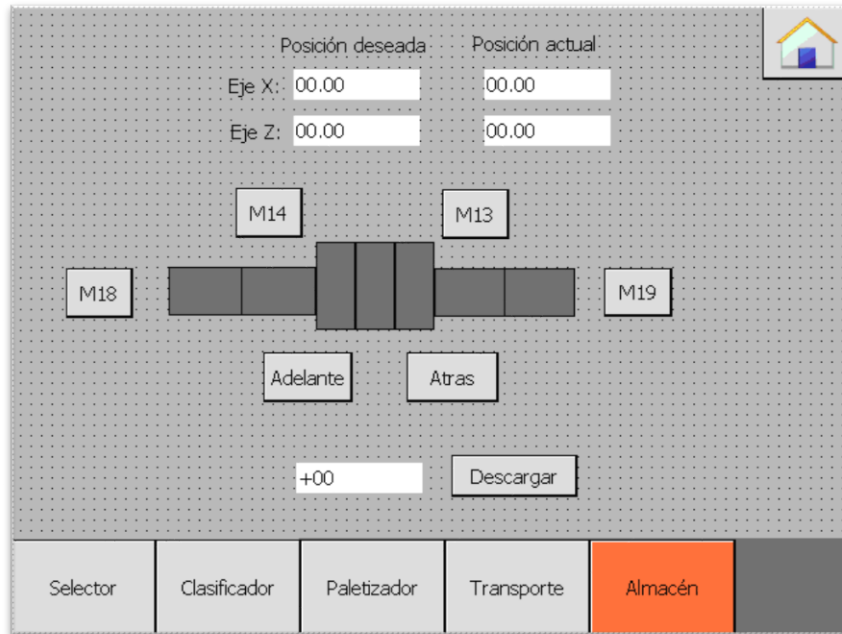 Posición deseada Posición actual
Eje X: 00.00 00.00
Eje Z: 00.00 00.00
M14 M13
M18 M19
Adelante Atras
+00 Descargar
Selector Clasificador Paletizador Transporte Almacén